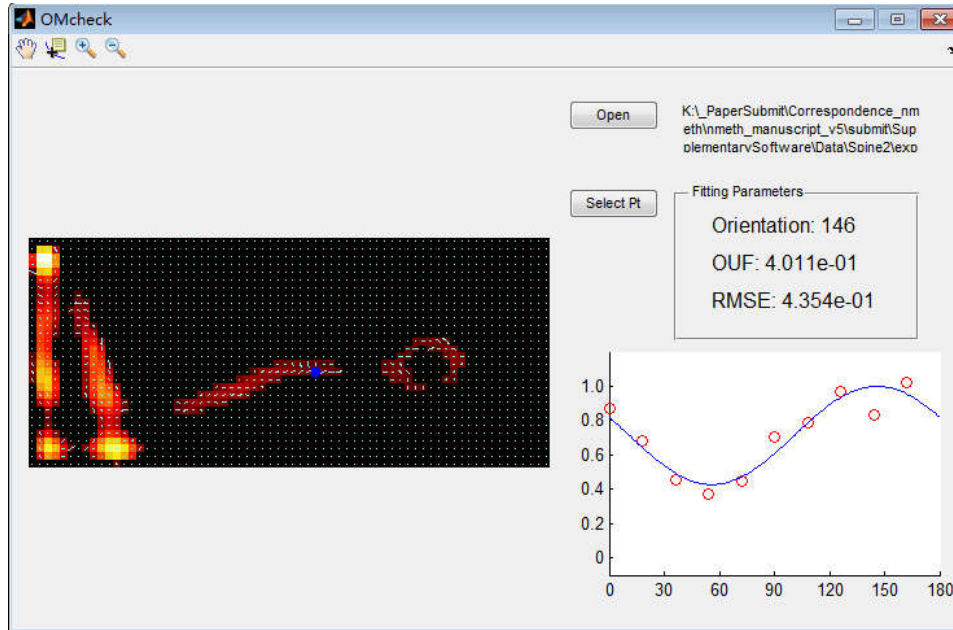 OMcheck
Open
K:\_PaperSubmit\Correspondence_nm
eth\nmeth_manuscript_v5\submit\Sup
plementarySoftware\Data\Spine2\exp
Select Pt
Fitting Parameters
Orientation: 146
OUF: 4.011e-01
RMSE: 4.354e-01
1.0
0.8
0.6
0.4
0.2
0
0 30 60 90 120 150 180